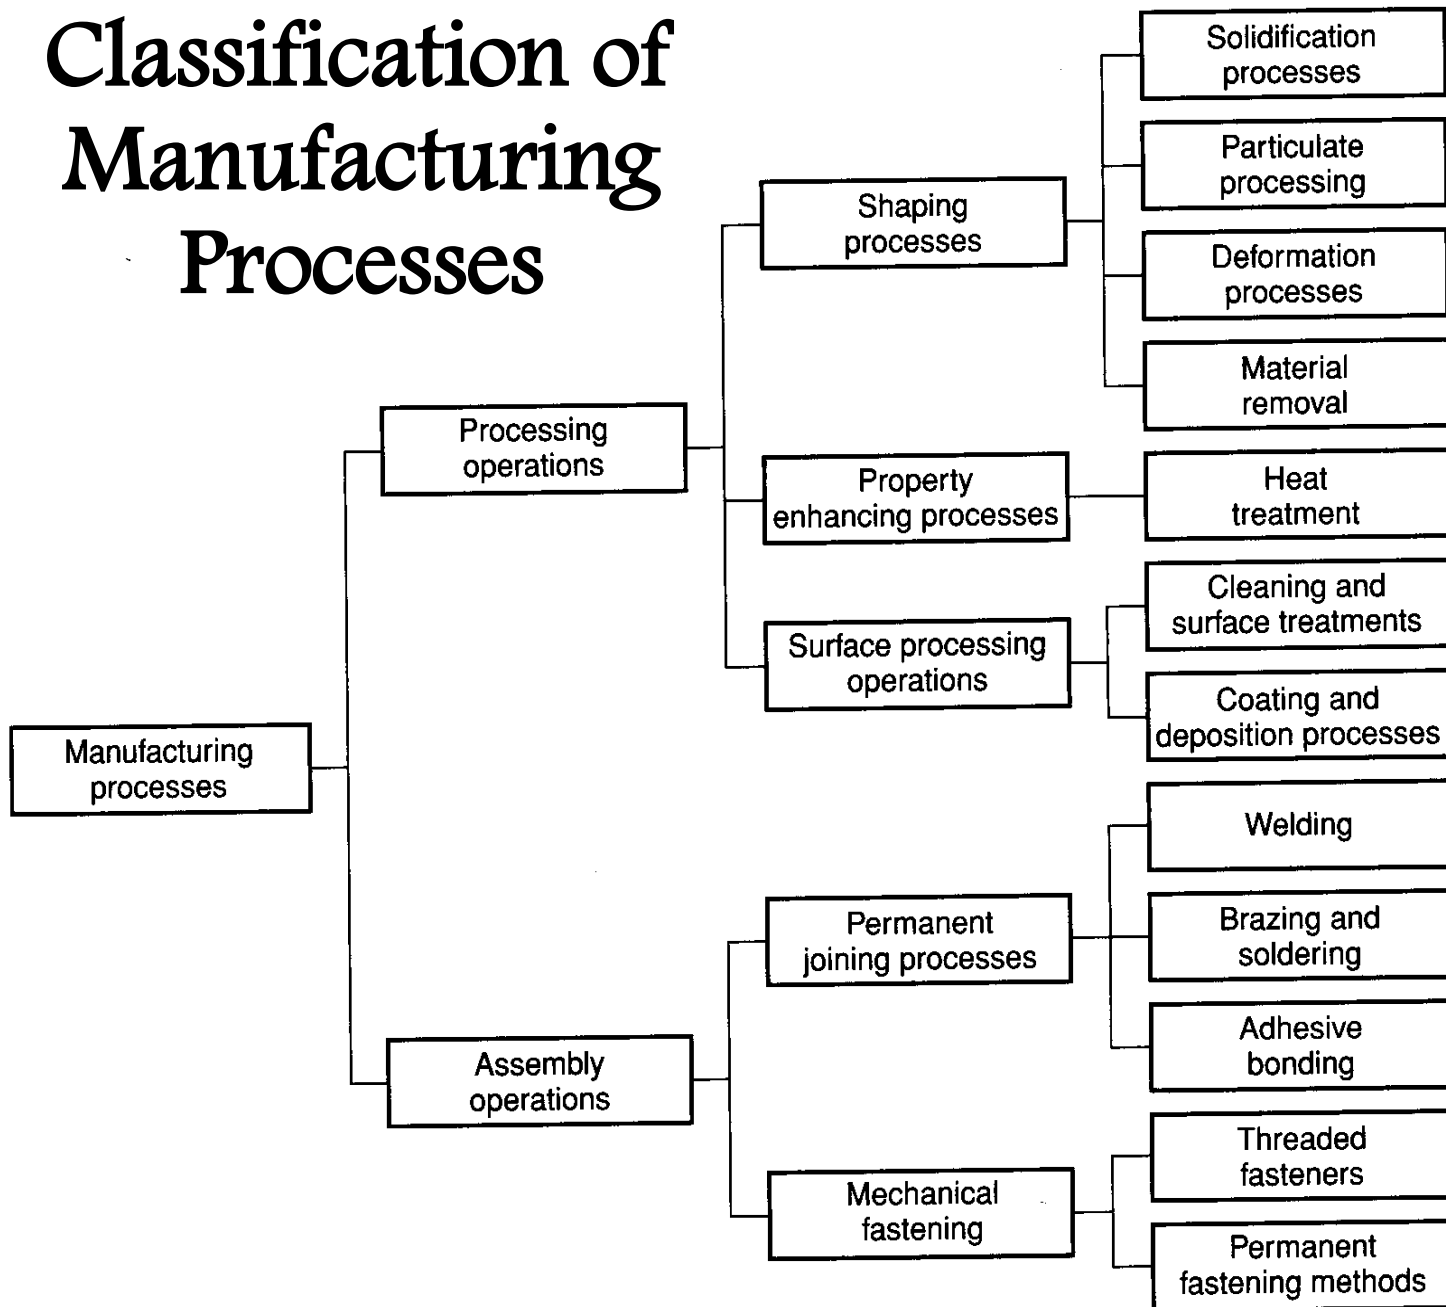 Classification of
Manufacturing
Processes
Solidification
processes
Particulate
processing
Shaping
processes
Deformation
processes
Material
removal
Processing
operations
Property
enhancing processes
Heat
treatment
Cleaning and
surface treatments
Surface processing
operations
Coating and
deposition processes
Manufacturing
processes
Welding
Permanent
joining processes
Brazing and
soldering
Adhesive
bonding
Assembly
operations
Threaded
fasteners
Mechanical
fastening
Permanent
fastening methods